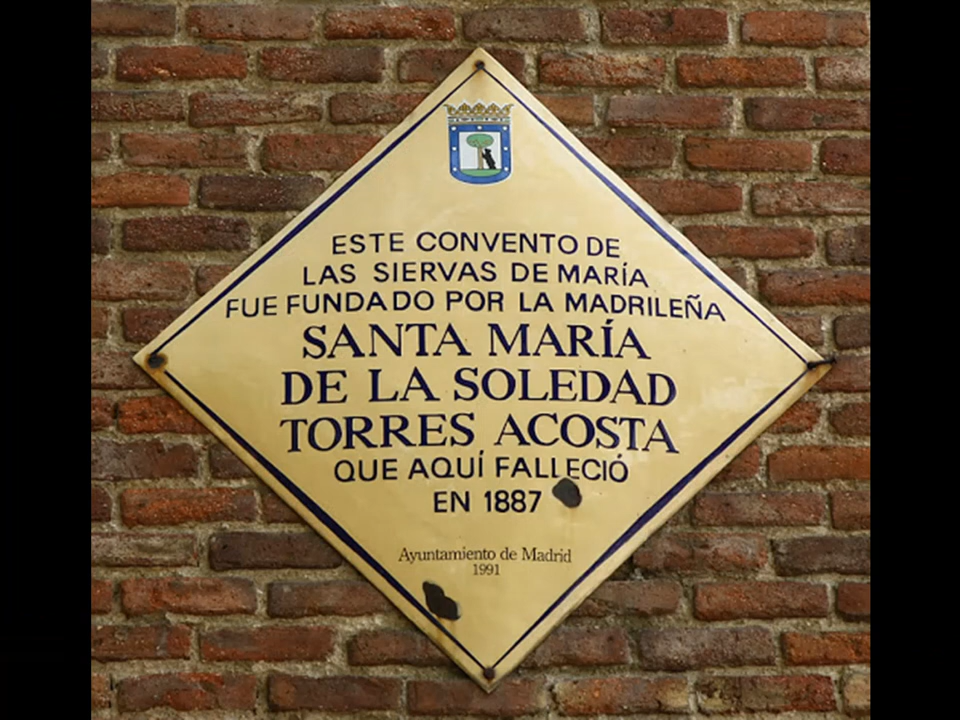 ESTE CONVENTO DE
LAS SIERVAS DE MARÍA
FUE FUNDADO POR LA MADRILEÑA
SANTA MARÍA
DE LA SOLEDAD
TORRES ACOSTA
QUE AQUÍ FALLECIÓ
EN 1887
Ayuntamiento de Madrid
1991